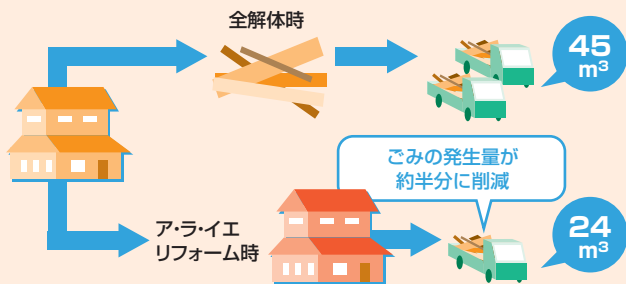 全解体時
45
m³
ごみの発生量が
約半分に削減
ア・ラ・イエ
リフォーム時
24
m³